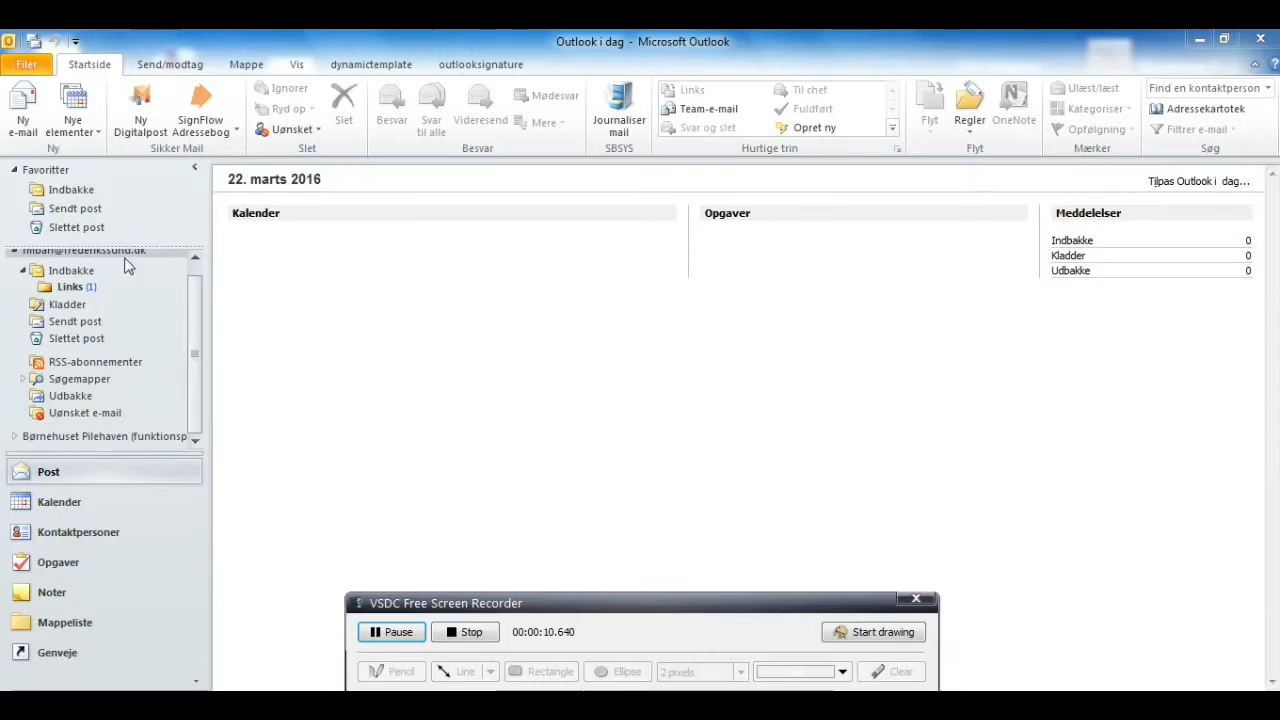 Outlook i dag - Microsoft Outlook
Filer Startside Send/modtag Mappe Vis dynamictemplate outlooksignature
Ny e-mail
Nye elementer
Ny
Ny Digitalpost
SignFlow Adressebog
Sikker Mail
Ignorer
Ryd op
Uønsket
Slet
Slet
Besvar
Svar til alle
Videresend
Mødesvar
Mere
Besvar
Journaliser mail
SBSYS
Links
Team-e-mail
Svar og slet
Til chef
Fuldført
Opret ny
Hurtige trin
Flyt
Regler
OneNote
Flyt
Ulæst/læst
Kategoriser
Opfølgning
Mærker
Find en kontaktperson
Adressekartotek
Filtrer e-mail
Søg
Favoritter
Indbakke
Sendt post
Slettet post
Indbakke
Links (1)
Kladder
Sendt post
Slettet post
RSS-abonnementer
Søgemapper
Udbakke
Uønsket e-mail
Børnehuset Pilehaven (funktionsp
Post
Kalender
Kontaktpersoner
Opgaver
Noter
Mappeliste
Genveje
22. marts 2016
Tilpas Outlook i dag...
Kalender
Opgaver
Meddelelser
Indbakke 0
Kladder 0
Udbakke 0
VSDC Free Screen Recorder
Pause Stop 00:00:10.640 Start drawing
Pencil Line Rectangle Ellipse 2 pixels Clear